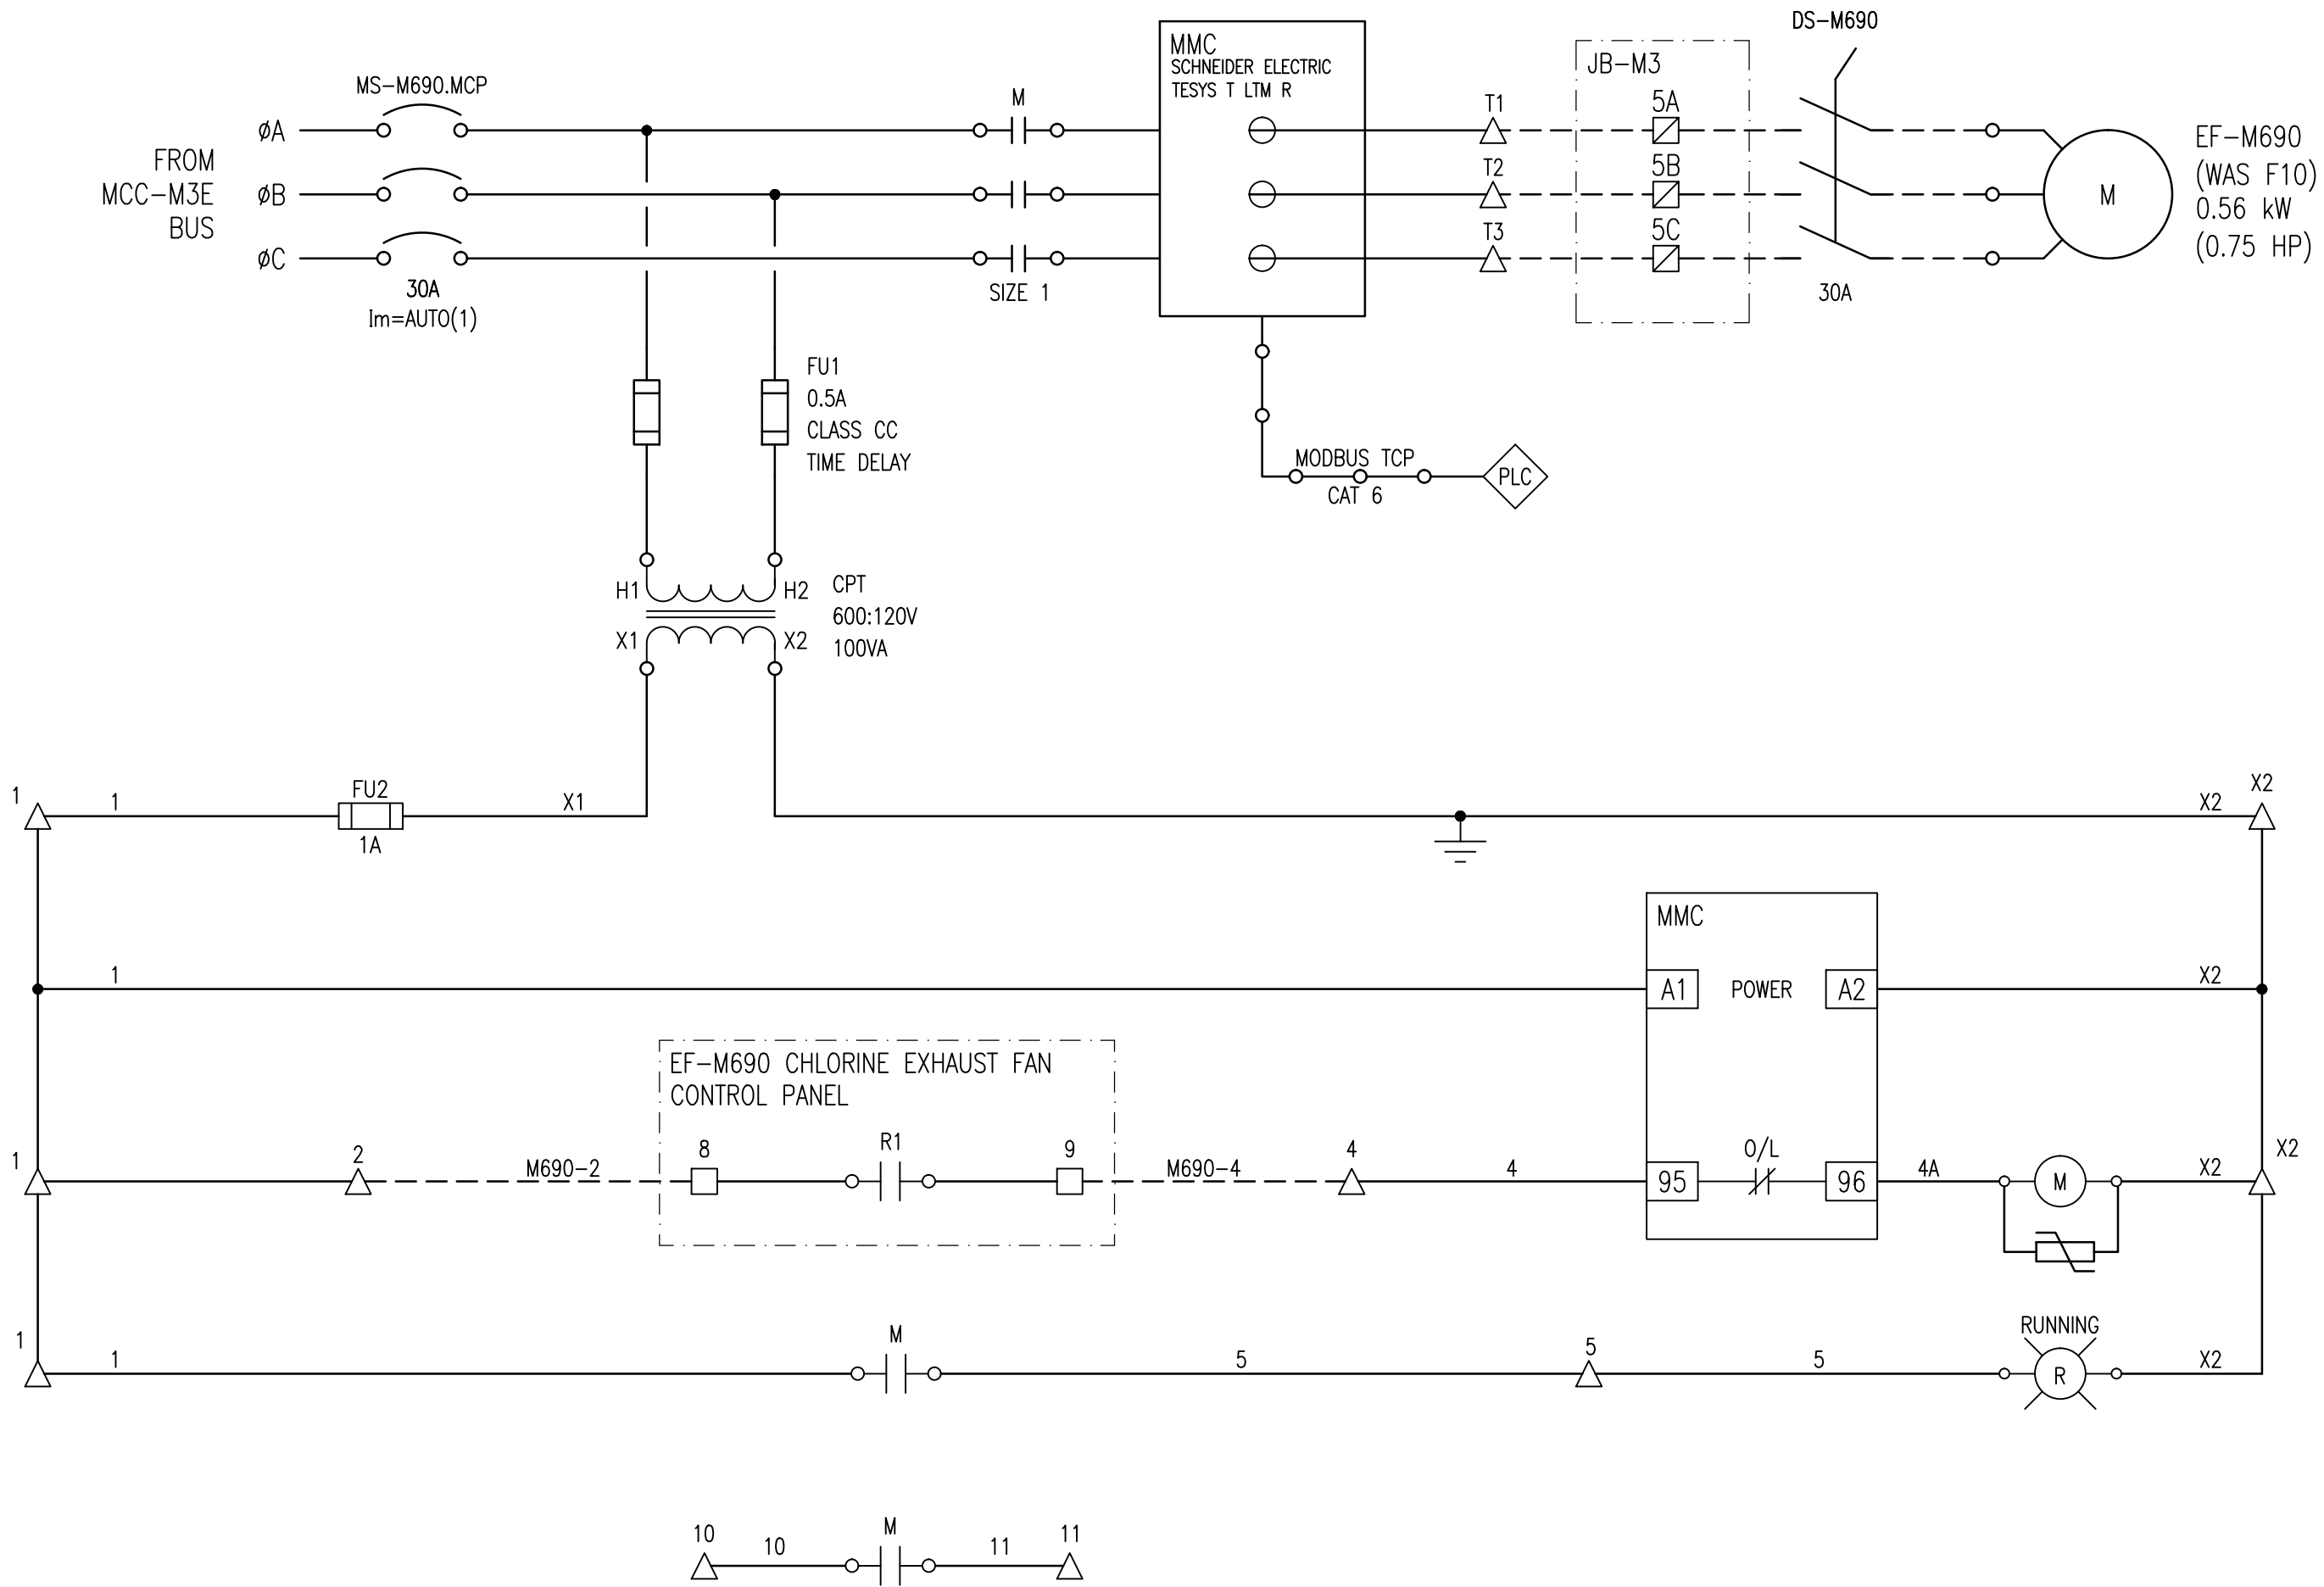 DS-M690
MMC
SCHNEIDER ELECTRIC
TESYS T LTM R
JB-M3
MS-M690.MCP
M
T1
5A
ØA
FROM
MCC-M3E
BUS
ØB
T2
5B
M
EF-M690
(WAS F10)
0.56 kW
(0.75 HP)
ØC
T3
5C
30A
Im=AUTO(1)
SIZE 1
30A
FU1
0.5A
CLASS CC
TIME DELAY
MODBUS TCP
CAT 6
PLC
H1
H2
CPT
600:120V
100VA
X1
X2
1
1
FU2
1A
X1
X2
X2
MMC
1
A1
POWER
A2
X2
EF-M690 CHLORINE EXHAUST FAN
CONTROL PANEL
1
2
M690-2
8
R1
9
M690-4
4
4
95
O/L
96
4A
M
X2
X2
1
1
M
5
5
5
RUNNING
R
X2
10
10
M
11
11